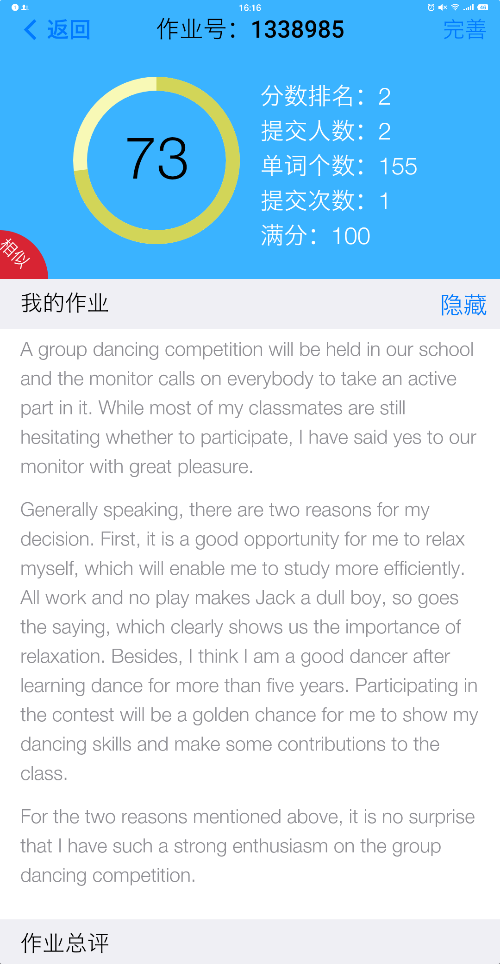 16:16
返回
作业号：1338985
完善
73
分数排名：2
提交人数：2
单词个数：155
提交次数：1
满分：100
相似
我的作业
隐藏
A group dancing competition will be held in our school
and the monitor calls on everybody to take an active
part in it. While most of my classmates are still
hesitating whether to participate, I have said yes to our
monitor with great pleasure.
Generally speaking, there are two reasons for my
decision. First, it is a good opportunity for me to relax
myself, which will enable me to study more efficiently.
All work and no play makes Jack a dull boy, so goes
the saying, which clearly shows us the importance of
relaxation. Besides, I think I am a good dancer after
learning dance for more than five years. Participating in
the contest will be a golden chance for me to show my
dancing skills and make some contributions to the
class.
For the two reasons mentioned above, it is no surprise
that I have such a strong enthusiasm on the group
dancing competition.
作业总评